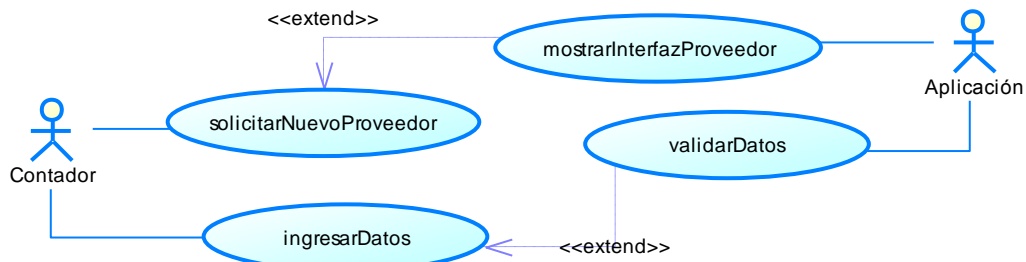 <<extend>>
mostrarInterfazProveedor
Aplicación
solicitarNuevoProveedor
validarDatos
Contador
ingresarDatos
<<extend>>